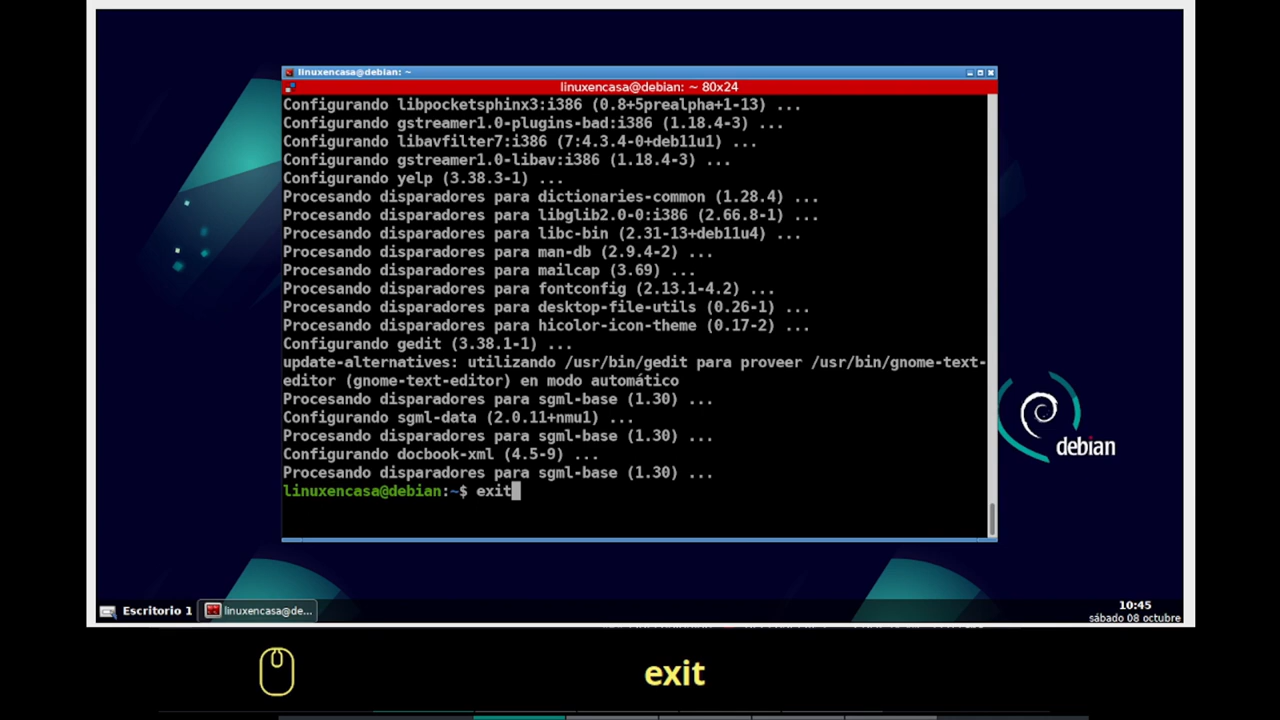 linuxencasa@debian: ~
linuxencasa@debian: ~ 80x24
Configurando libpocketsphinx3:i386 (0.8+5prealpha+1-13) ...
Configurando gstreamer1.0-plugins-bad:i386 (1.18.4-3) ...
Configurando libavfilter7:i386 (7:4.3.4-0+deb11u1) ...
Configurando gstreamer1.0-libav:i386 (1.18.4-3) ...
Configurando yelp (3.38.3-1) ...
Procesando disparadores para dictionaries-common (1.28.4) ...
Procesando disparadores para libglib2.0-0:i386 (2.66.8-1) ...
Procesando disparadores para libc-bin (2.31-13+deb11u4) ...
Procesando disparadores para man-db (2.9.4-2) ...
Procesando disparadores para mailcap (3.69) ...
Procesando disparadores para fontconfig (2.13.1-4.2) ...
Procesando disparadores para desktop-file-utils (0.26-1) ...
Procesando disparadores para hicolor-icon-theme (0.17-2) ...
Configurando gedit (3.38.1-1) ...
update-alternatives: utilizando /usr/bin/gedit para proveer /usr/bin/gnome-text-
editor (gnome-text-editor) en modo automático
Procesando disparadores para sgml-base (1.30) ...
Configurando sgml-data (2.0.11+nmu1) ...
Procesando disparadores para sgml-base (1.30) ...
Configurando docbook-xml (4.5-9) ...
Procesando disparadores para sgml-base (1.30) ...
linuxencasa@debian:~$ exit
debian
Escritorio 1
linuxencasa@de...
10:45
sábado 08 octubre
exit